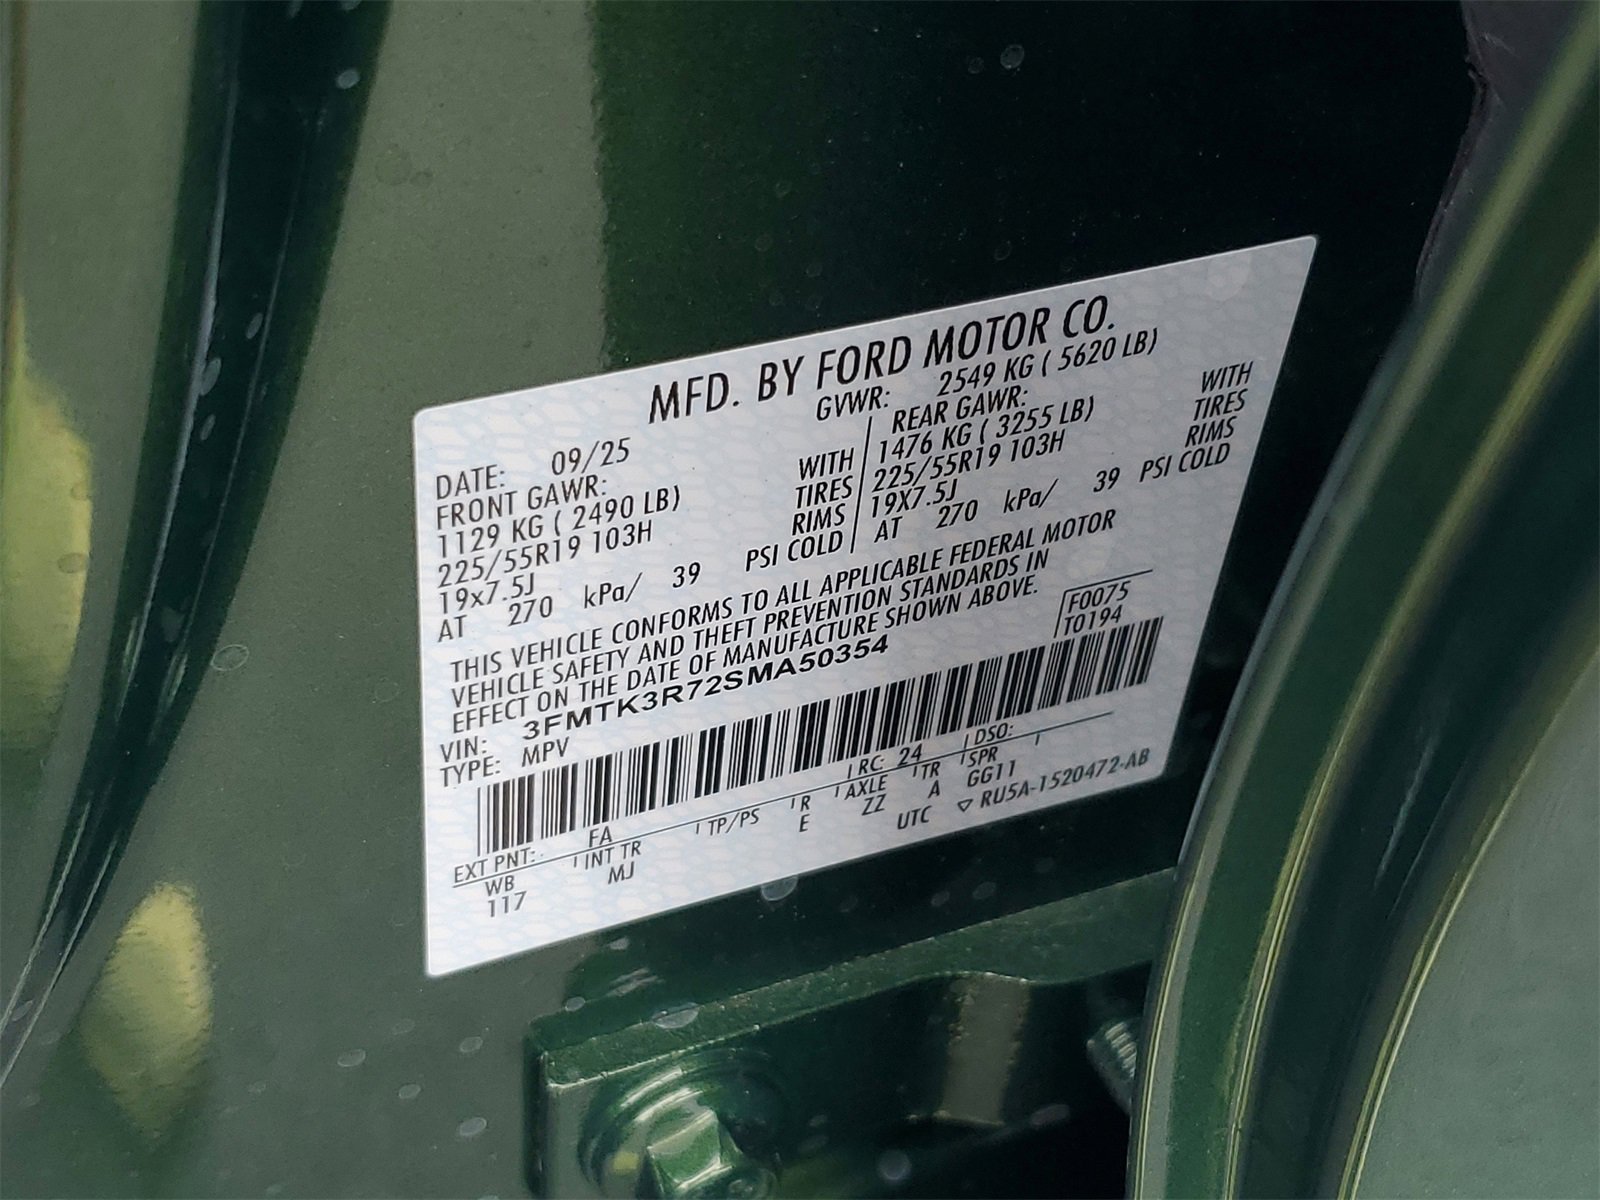 MFD. BY FORD MOTOR CO.
DATE: 09/25 GVWR: 2549 KG ( 5620 LB)
FRONT GAWR: REAR GAWR:
1129 KG ( 2490 LB) WITH 1476 KG ( 3255 LB) WITH
225/55R19 103H TIRES 225/55R19 103H TIRES
19x7.5J RIMS 19X7.5J RIMS
AT 270 kPa/ 39 PSI COLD AT 270 kPa/ 39 PSI COLD
THIS VEHICLE CONFORMS TO ALL APPLICABLE FEDERAL MOTOR
VEHICLE SAFETY AND THEFT PREVENTION STANDARDS IN
EFFECT ON THE DATE OF MANUFACTURE SHOWN ABOVE.
VIN: 3FMTK3R72SMA50354 F0075
TYPE: MPV T0194
EXT PNT: FA RC: 24 DSO:
WB INT TR TP/PS R AXLE TR SPR
117 MJ E ZZ A GG11
UTC ▽ RU5A-1520472-AB